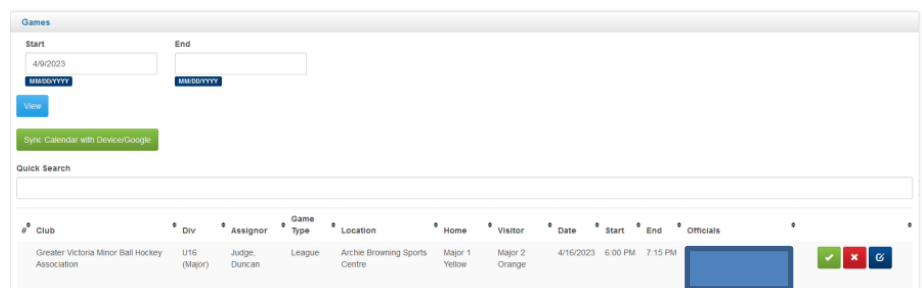 Games
Start End
4/9/2023
MM/DD/YYYY MM/DD/YYYY
View
Sync Calendar with Device/Google
Quick Search
# Club Div Assignor Game Type Location Home Visitor Date Start End Officials
Greater Victoria Minor Ball Hockey Association U16 (Major) Judge, Duncan League Archie Browning Sports Centre Major 1 Yellow Major 2 Orange 4/16/2023 6:00 PM 7:15 PM